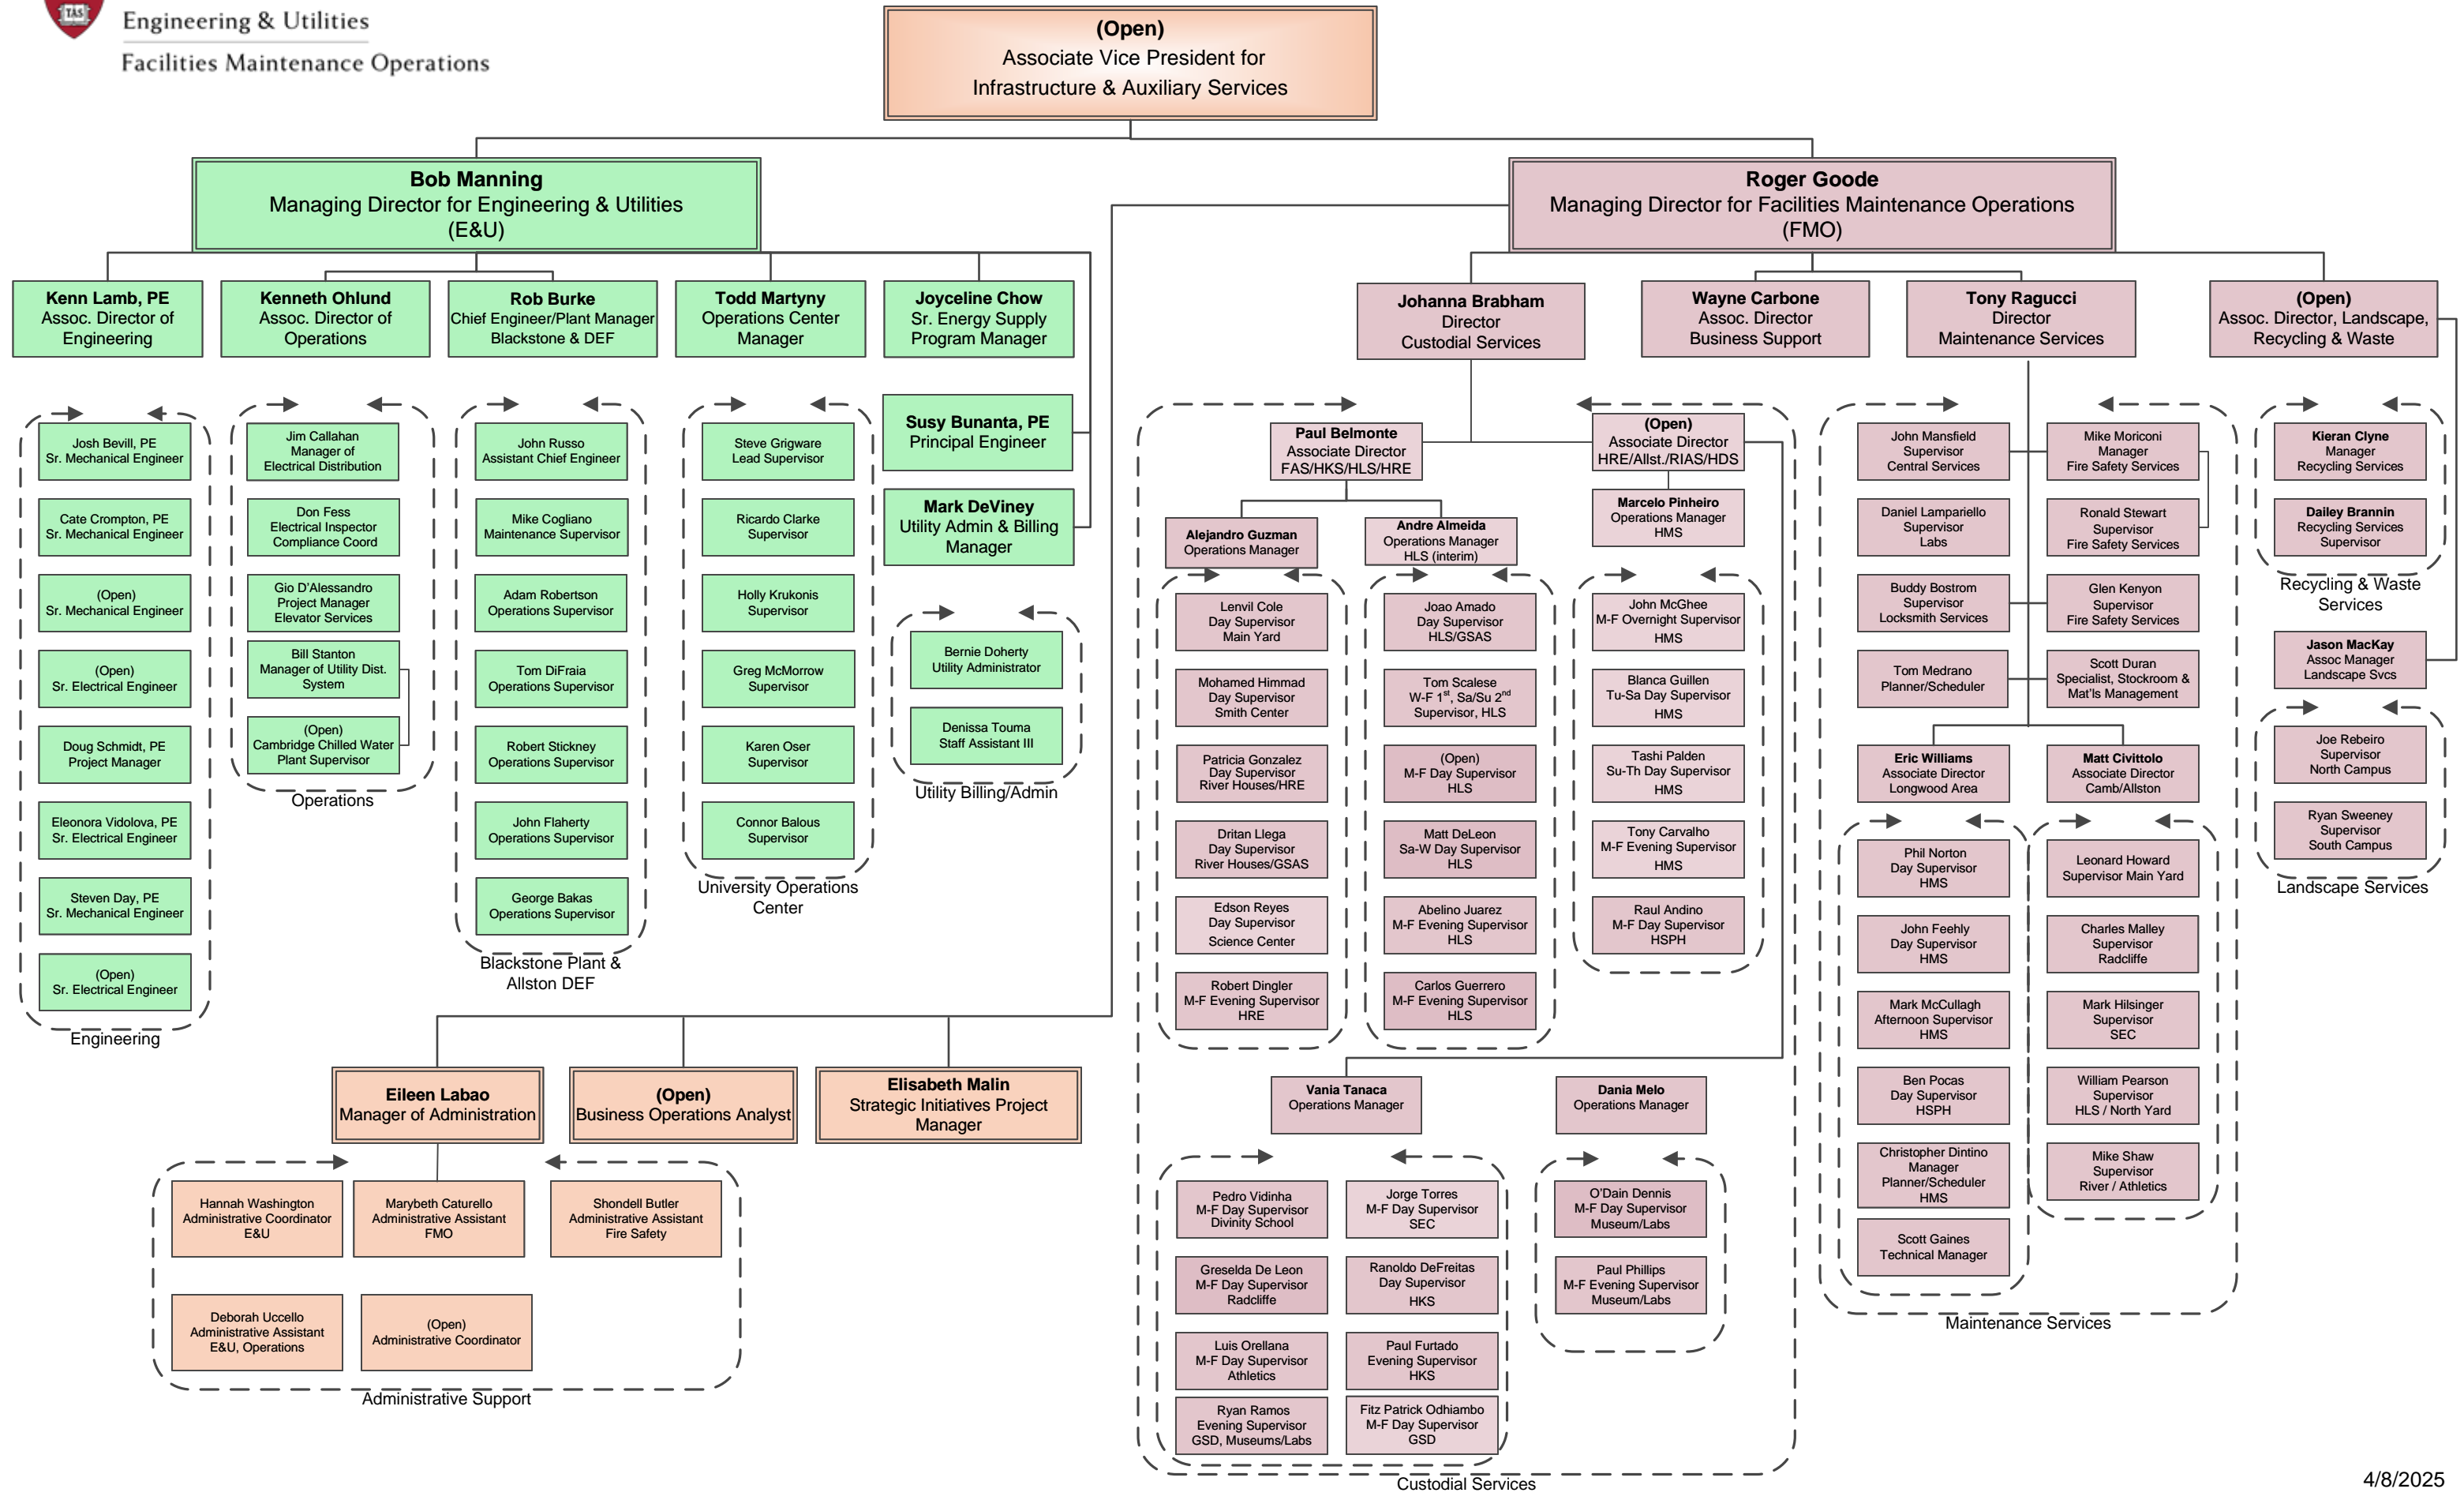 TAS
Engineering & Utilities
Facilities Maintenance Operations
(Open)
Associate Vice President for
Infrastructure & Auxiliary Services
Bob Manning
Managing Director for Engineering & Utilities
(E&U)
Roger Goode
Managing Director for Facilities Maintenance Operations
(FMO)
Kenn Lamb, PE
Assoc. Director of
Engineering
Kenneth Ohlund
Assoc. Director of
Operations
Rob Burke
Chief Engineer/Plant Manager
Blackstone & DEF
Todd Martyny
Operations Center
Manager
Joyceline Chow
Sr. Energy Supply
Program Manager
Susy Bunanta, PE
Principal Engineer
Mark DeViney
Utility Admin & Billing
Manager
Johanna Brabham
Director
Custodial Services
Wayne Carbone
Assoc. Director
Business Support
Tony Ragucci
Director
Maintenance Services
(Open)
Assoc. Director, Landscape,
Recycling & Waste
Josh Bevill, PE
Sr. Mechanical Engineer
Cate Crompton, PE
Sr. Mechanical Engineer
(Open)
Sr. Mechanical Engineer
(Open)
Sr. Electrical Engineer
Doug Schmidt, PE
Project Manager
Eleonora Vidolova, PE
Sr. Electrical Engineer
Steven Day, PE
Sr. Mechanical Engineer
(Open)
Sr. Electrical Engineer
Engineering
Jim Callahan
Manager of
Electrical Distribution
Don Fess
Electrical Inspector
Compliance Coord
Gio D'Alessandro
Project Manager
Elevator Services
Bill Stanton
Manager of Utility Dist.
System
(Open)
Cambridge Chilled Water
Plant Supervisor
Operations
John Russo
Assistant Chief Engineer
Mike Cogliano
Maintenance Supervisor
Adam Robertson
Operations Supervisor
Tom DiFraia
Operations Supervisor
Robert Stickney
Operations Supervisor
John Flaherty
Operations Supervisor
George Bakas
Operations Supervisor
Blackstone Plant &
Allston DEF
Steve Grigware
Lead Supervisor
Ricardo Clarke
Supervisor
Holly Krukonis
Supervisor
Greg McMorrow
Supervisor
Karen Oser
Supervisor
Connor Balous
Supervisor
University Operations
Center
Bernie Doherty
Utility Administrator
Denissa Touma
Staff Assistant III
Utility Billing/Admin
Eileen Labao
Manager of Administration
(Open)
Business Operations Analyst
Elisabeth Malin
Strategic Initiatives Project
Manager
Hannah Washington
Administrative Coordinator
E&U
Marybeth Caturello
Administrative Assistant
FMO
Shondell Butler
Administrative Assistant
Fire Safety
Deborah Uccello
Administrative Assistant
E&U, Operations
(Open)
Administrative Coordinator
Administrative Support
Paul Belmonte
Associate Director
FAS/HKS/HLS/HRE
(Open)
Associate Director
HRE/Allst./RIAS/HDS
Alejandro Guzman
Operations Manager
Andre Almeida
Operations Manager
HLS (interim)
Marcelo Pinheiro
Operations Manager
HMS
Lenvil Cole
Day Supervisor
Main Yard
Mohamed Himmad
Day Supervisor
Smith Center
Patricia Gonzalez
Day Supervisor
River Houses/HRE
Dritan Llega
Day Supervisor
River Houses/GSAS
Edson Reyes
Day Supervisor
Science Center
Robert Dingler
M-F Evening Supervisor
HRE
Joao Amado
Day Supervisor
HLS/GSAS
Tom Scalese
W-F 1st, Sa/Su 2nd
Supervisor, HLS
(Open)
M-F Day Supervisor
HLS
Matt DeLeon
Sa-W Day Supervisor
HLS
Abelino Juarez
M-F Evening Supervisor
HLS
Carlos Guerrero
M-F Evening Supervisor
HLS
John McGhee
M-F Overnight Supervisor
HMS
Blanca Guillen
Tu-Sa Day Supervisor
HMS
Tashi Palden
Su-Th Day Supervisor
HMS
Tony Carvalho
M-F Evening Supervisor
HMS
Raul Andino
M-F Day Supervisor
HSPH
Vania Tanaca
Operations Manager
Dania Melo
Operations Manager
Pedro Vidinha
M-F Day Supervisor
Divinity School
Jorge Torres
M-F Day Supervisor
SEC
Greselda De Leon
M-F Day Supervisor
Radcliffe
Ranoldo DeFreitas
Day Supervisor
HKS
Luis Orellana
M-F Day Supervisor
Athletics
Paul Furtado
Evening Supervisor
HKS
Ryan Ramos
Evening Supervisor
GSD, Museums/Labs
Fitz Patrick Odhiambo
M-F Day Supervisor
GSD
O'Dain Dennis
M-F Day Supervisor
Museum/Labs
Paul Phillips
M-F Evening Supervisor
Museum/Labs
Custodial Services
John Mansfield
Supervisor
Central Services
Mike Moriconi
Manager
Fire Safety Services
Daniel Lampariello
Supervisor
Labs
Ronald Stewart
Supervisor
Fire Safety Services
Buddy Bostrom
Supervisor
Locksmith Services
Glen Kenyon
Supervisor
Fire Safety Services
Tom Medrano
Planner/Scheduler
Scott Duran
Specialist, Stockroom &
Mat'ls Management
Eric Williams
Associate Director
Longwood Area
Matt Civittolo
Associate Director
Camb/Allston
Phil Norton
Day Supervisor
HMS
John Feehly
Day Supervisor
HMS
Mark McCullagh
Afternoon Supervisor
HMS
Ben Pocas
Day Supervisor
HSPH
Christopher Dintino
Manager
Planner/Scheduler
HMS
Scott Gaines
Technical Manager
Leonard Howard
Supervisor Main Yard
Charles Malley
Supervisor
Radcliffe
Mark Hilsinger
Supervisor
SEC
William Pearson
Supervisor
HLS / North Yard
Mike Shaw
Supervisor
River / Athletics
Maintenance Services
Kieran Clyne
Manager
Recycling Services
Dailey Brannin
Recycling Services
Supervisor
Recycling & Waste
Services
Jason MacKay
Assoc Manager
Landscape Svcs
Joe Rebeiro
Supervisor
North Campus
Ryan Sweeney
Supervisor
South Campus
Landscape Services
4/8/2025